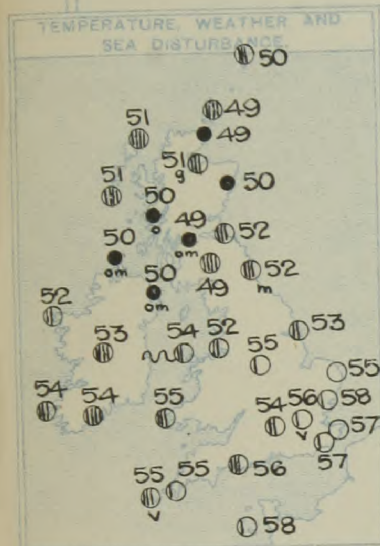 TEMPERATURE, WEATHER AND
SEA DISTURBANCE.
50
51 49
49
51
g
51 50
50
o
49
om
52
50
om
50
om
49
52
m
52
53 54 52 53
55
55
54 54 55 54 56 58
v
57
57
55 55 56
v
58